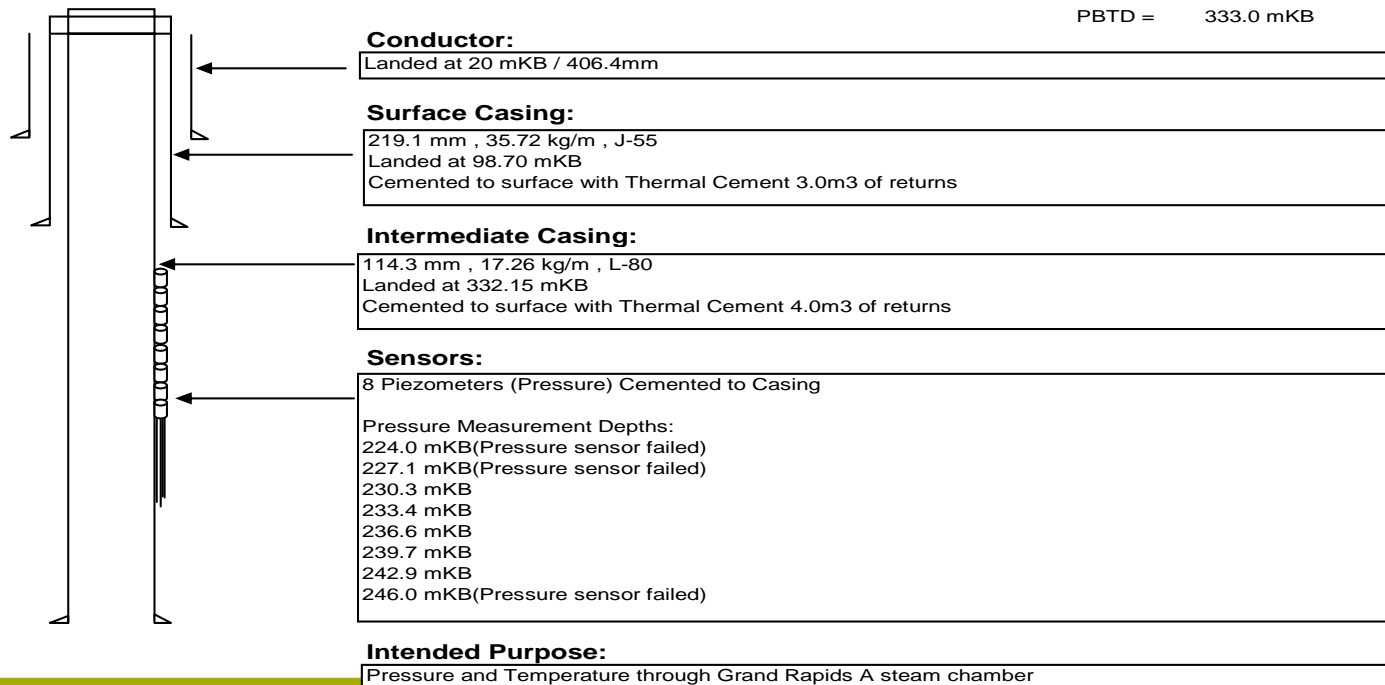 PBTD = 333.0 mKB
Conductor:
Landed at 20 mKB / 406.4mm
Surface Casing:
219.1 mm , 35.72 kg/m , J-55
Landed at 98.70 mKB
Cemented to surface with Thermal Cement 3.0m3 of returns
Intermediate Casing:
114.3 mm , 17.26 kg/m , L-80
Landed at 332.15 mKB
Cemented to surface with Thermal Cement 4.0m3 of returns
Sensors:
8 Piezometers (Pressure) Cemented to Casing
Pressure Measurement Depths:
224.0 mKB(Pressure sensor failed)
227.1 mKB(Pressure sensor failed)
230.3 mKB
233.4 mKB
236.6 mKB
239.7 mKB
242.9 mKB
246.0 mKB(Pressure sensor failed)
Intended Purpose:
Pressure and Temperature through Grand Rapids A steam chamber